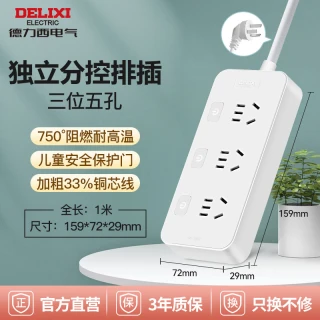 DELIXI
ELECTRIC
德力西电气
独立分控排插
三位五孔
750°阻燃耐高温
儿童安全保护门
加粗33%铜芯线
全长：1米
尺寸：159*72*29mm
159mm
72mm
29mm
正 官方直营
保 3年质保
换 只换不修